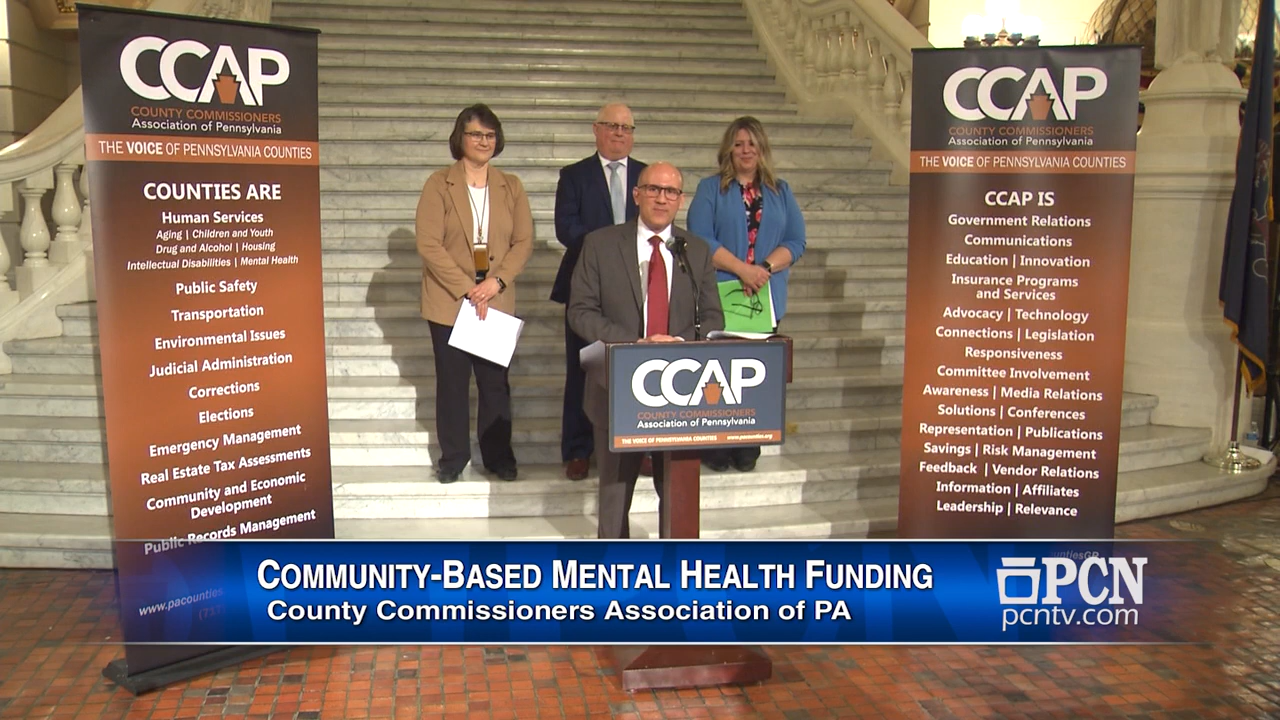 CCAP
COUNTY COMMISSIONERS
Association of Pennsylvania
THE VOICE OF PENNSYLVANIA COUNTIES
COUNTIES ARE
Human Services
Aging | Children and Youth
Drug and Alcohol | Housing
Intellectual Disabilities | Mental Health
Public Safety
Transportation
Environmental Issues
Judicial Administration
Corrections
Elections
Emergency Management
Real Estate Tax Assessments
Community and Economic
Development
Public Records Management
www.pacounties
CCAP
COUNTY COMMISSIONERS
Association of Pennsylvania
THE VOICE OF PENNSYLVANIA COUNTIES www.pacounties.org
CCAP
COUNTY COMMISSIONERS
Association of Pennsylvania
THE VOICE OF PENNSYLVANIA COUNTIES
CCAP IS
Government Relations
Communications
Education | Innovation
Insurance Programs
and Services
Advocacy | Technology
Connections | Legislation
Responsiveness
Committee Involvement
Awareness | Media Relations
Solutions | Conferences
Representation | Publications
Savings | Risk Management
Feedback | Vendor Relations
Information | Affiliates
Leadership | Relevance
COMMUNITY-BASED MENTAL HEALTH FUNDING
County Commissioners Association of PA
PCN
pcntv.com